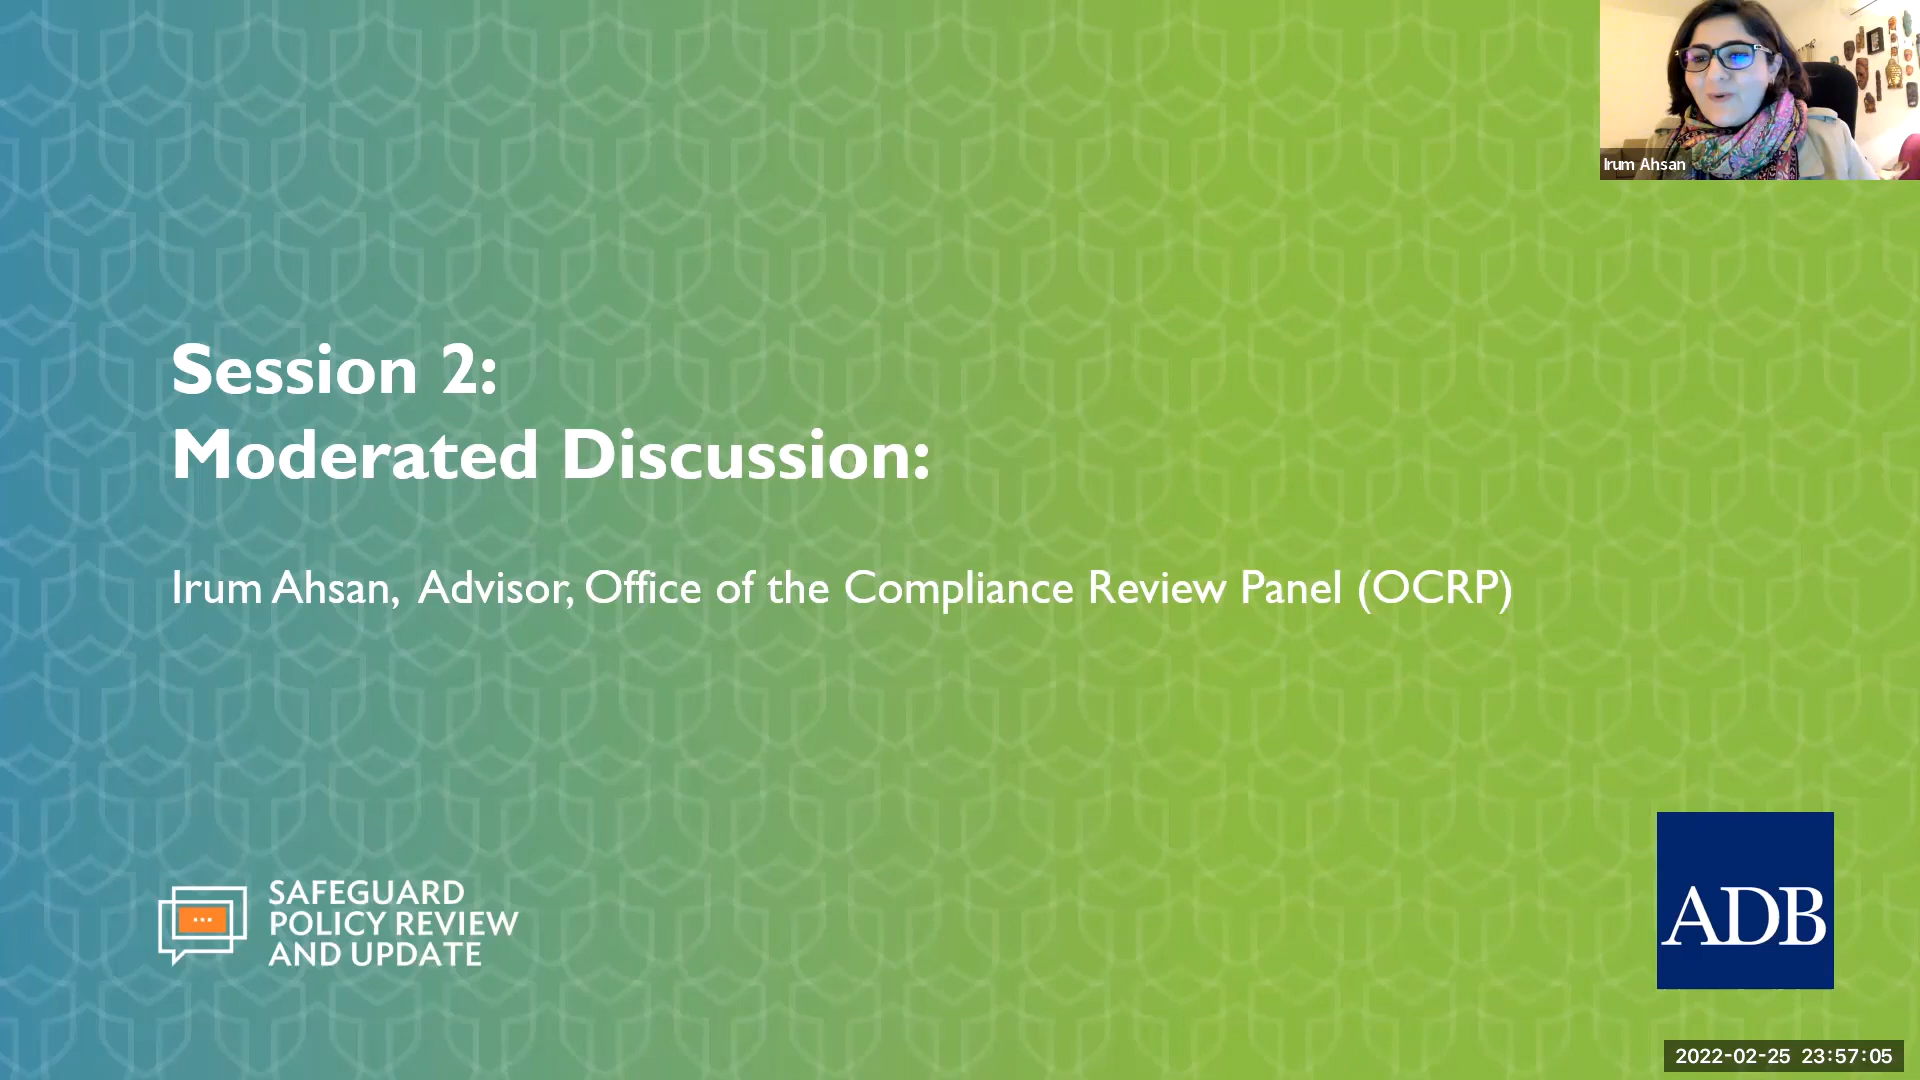 Irum Ahsan
Session 2:
Moderated Discussion:
Irum Ahsan, Advisor, Office of the Compliance Review Panel (OCRP)
SAFEGUARD
POLICY REVIEW
AND UPDATE
ADB
2022-02-25 23:57:05